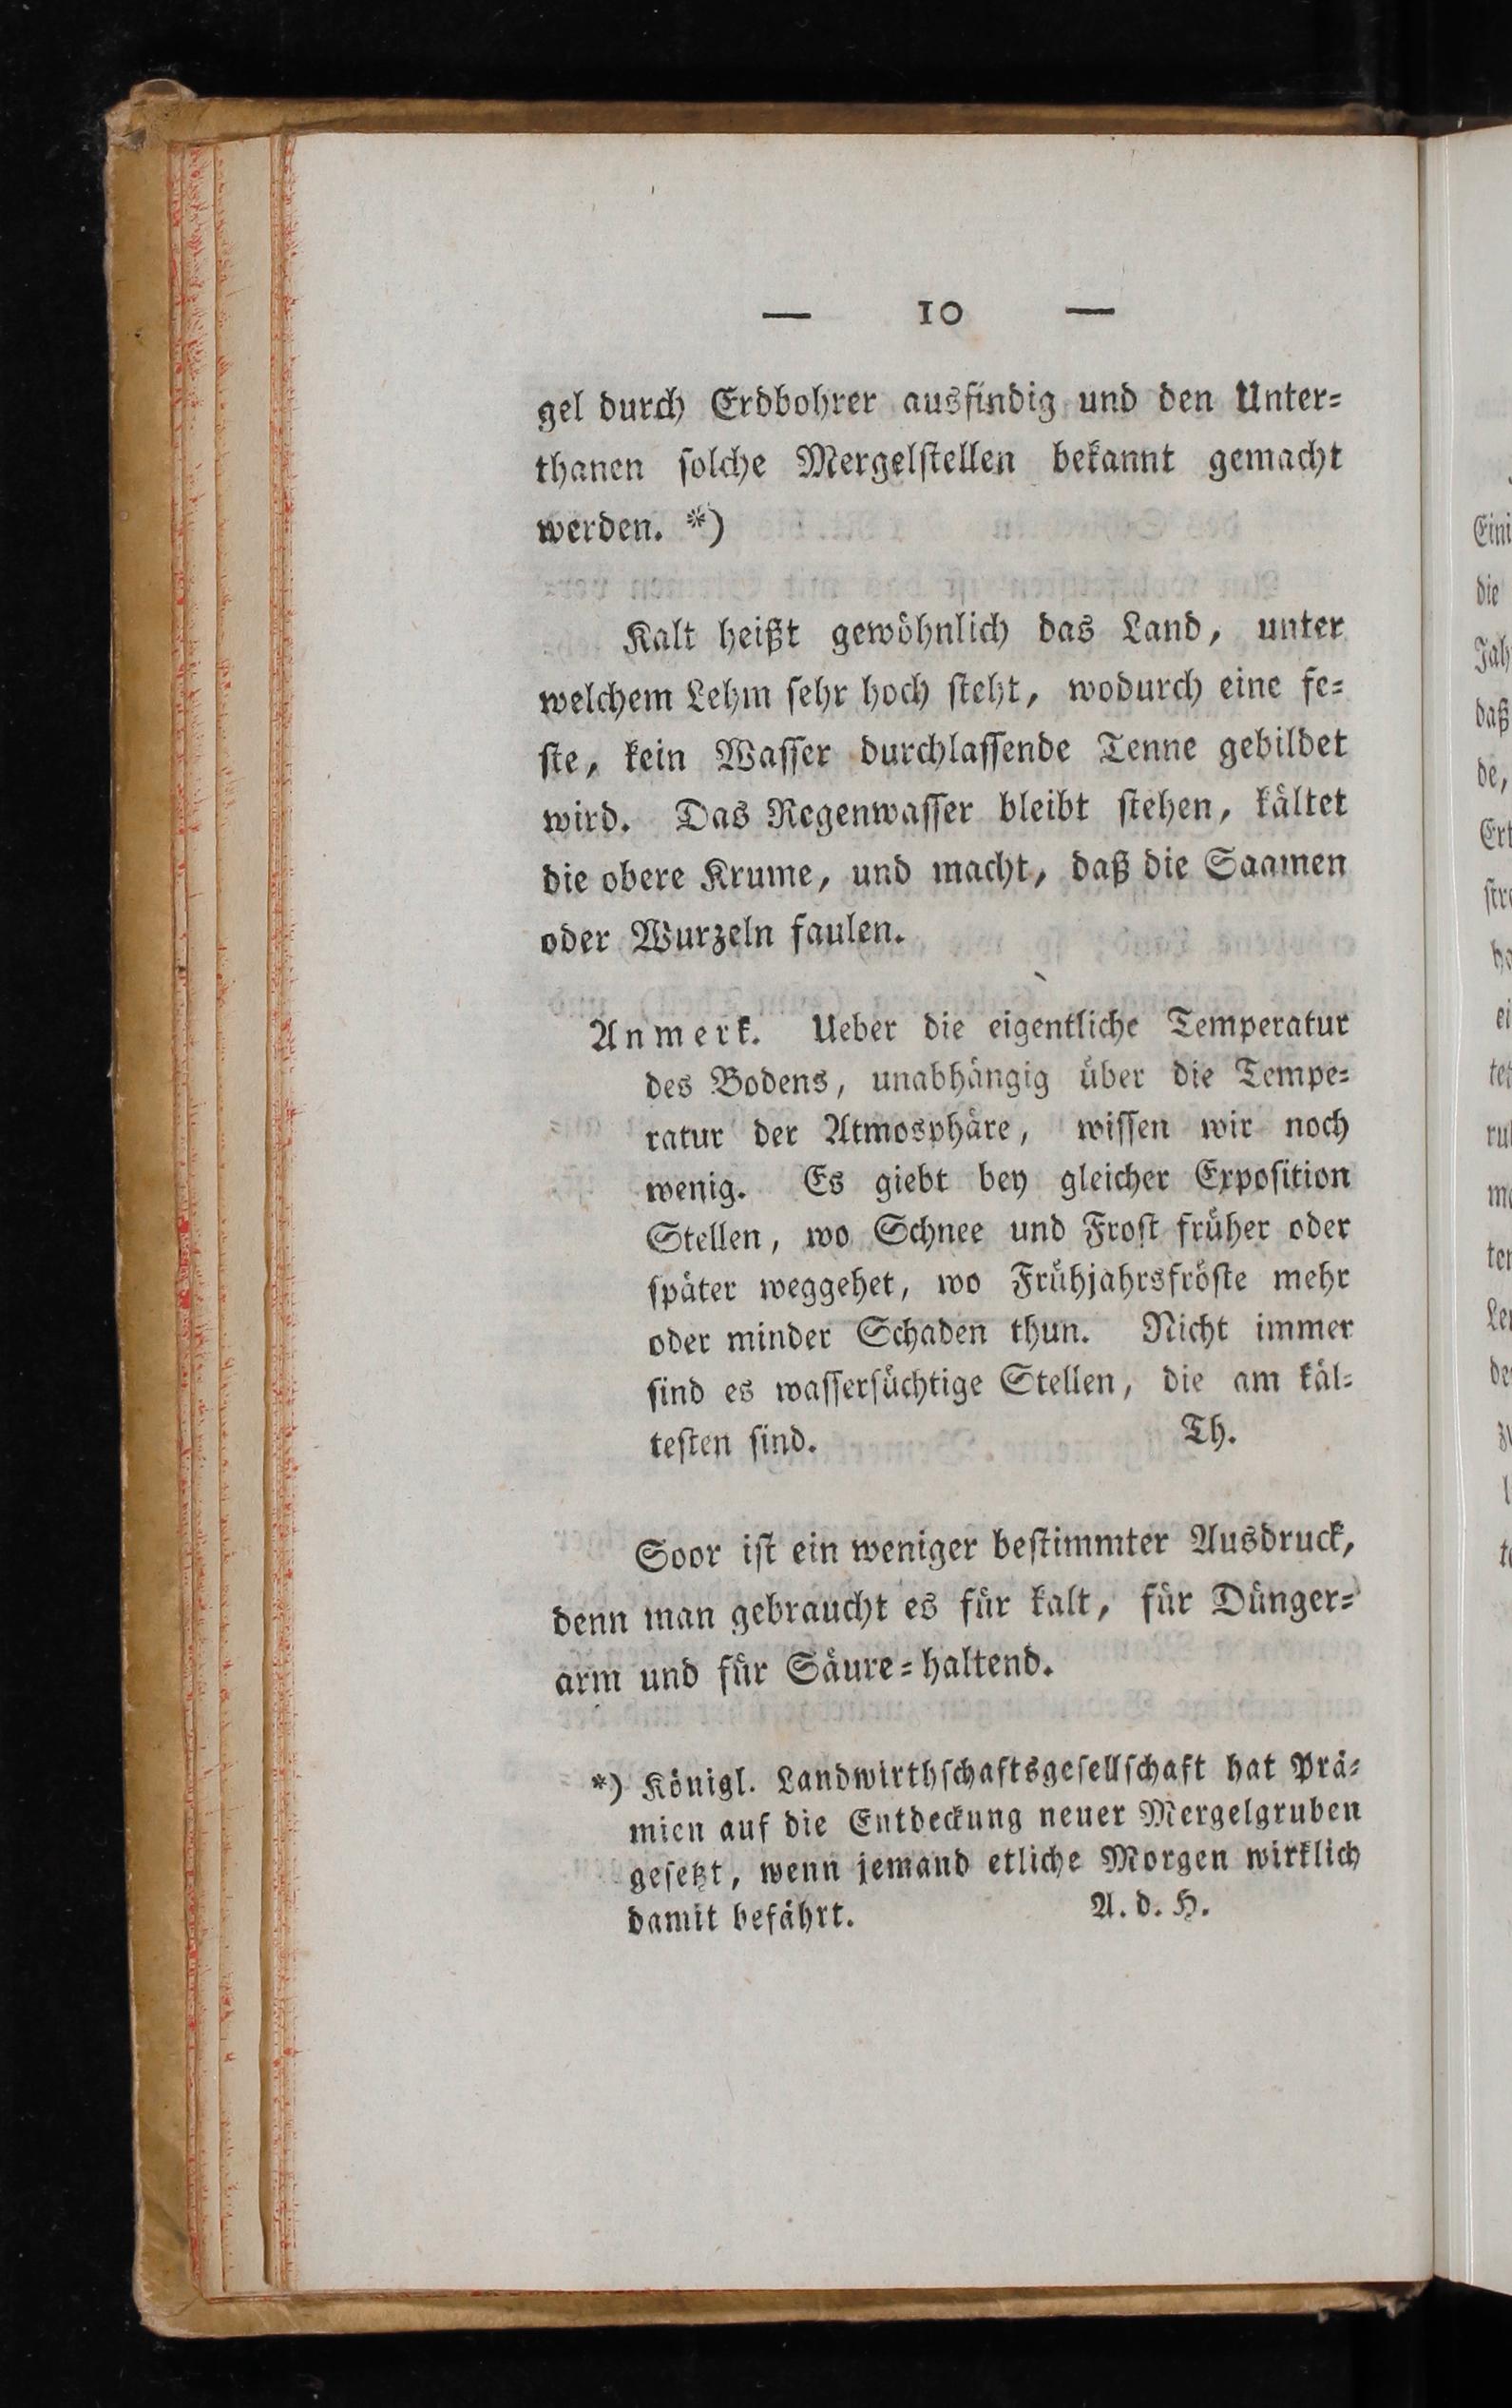 — 10 —
gel durch Erdbohrer ausfindig und den Unter⸗
thanen ſolche Mergelſtellen bekannt gemacht
werden. *)
Kalt heißt gewöhnlich das Land, unter
welchem Lehm ſehr hoch ſteht, wodurch eine fe⸗
ſte, kein Waſſer durchlaſſende Tenne gebildet
wird. Das Regenwaſſer bleibt ſtehen, kältet
die obere Krume, und macht, daß die Saamen
oder Wurzeln faulen.
Anmerk. Ueber die eigentliche Temperatur
des Bodens, unabhängig über die Tempe⸗
ratur der Atmosphäre, wiſſen wir noch
wenig. Es giebt bey gleicher Expoſition
Stellen, wo Schnee und Froſt früher oder
ſpäter weggehet, wo Frühjahrsfröſte mehr
oder minder Schaden thun. Nicht immer
ſind es waſſerſüchtige Stellen, die am käl⸗
teſten ſind. Th.
Soor iſt ein weniger beſtimmter Ausdruck,
denn man gebraucht es für kalt, für Dünger⸗
arm und für Säure⸗haltend.
*) Königl. Landwirthſchaftsgeſellſchaft hat Prä⸗
mien auf die Entdeckung neuer Mergelgruben
geſetzt, wenn jemand etliche Morgen wirklich
damit befährt. A. d. H.